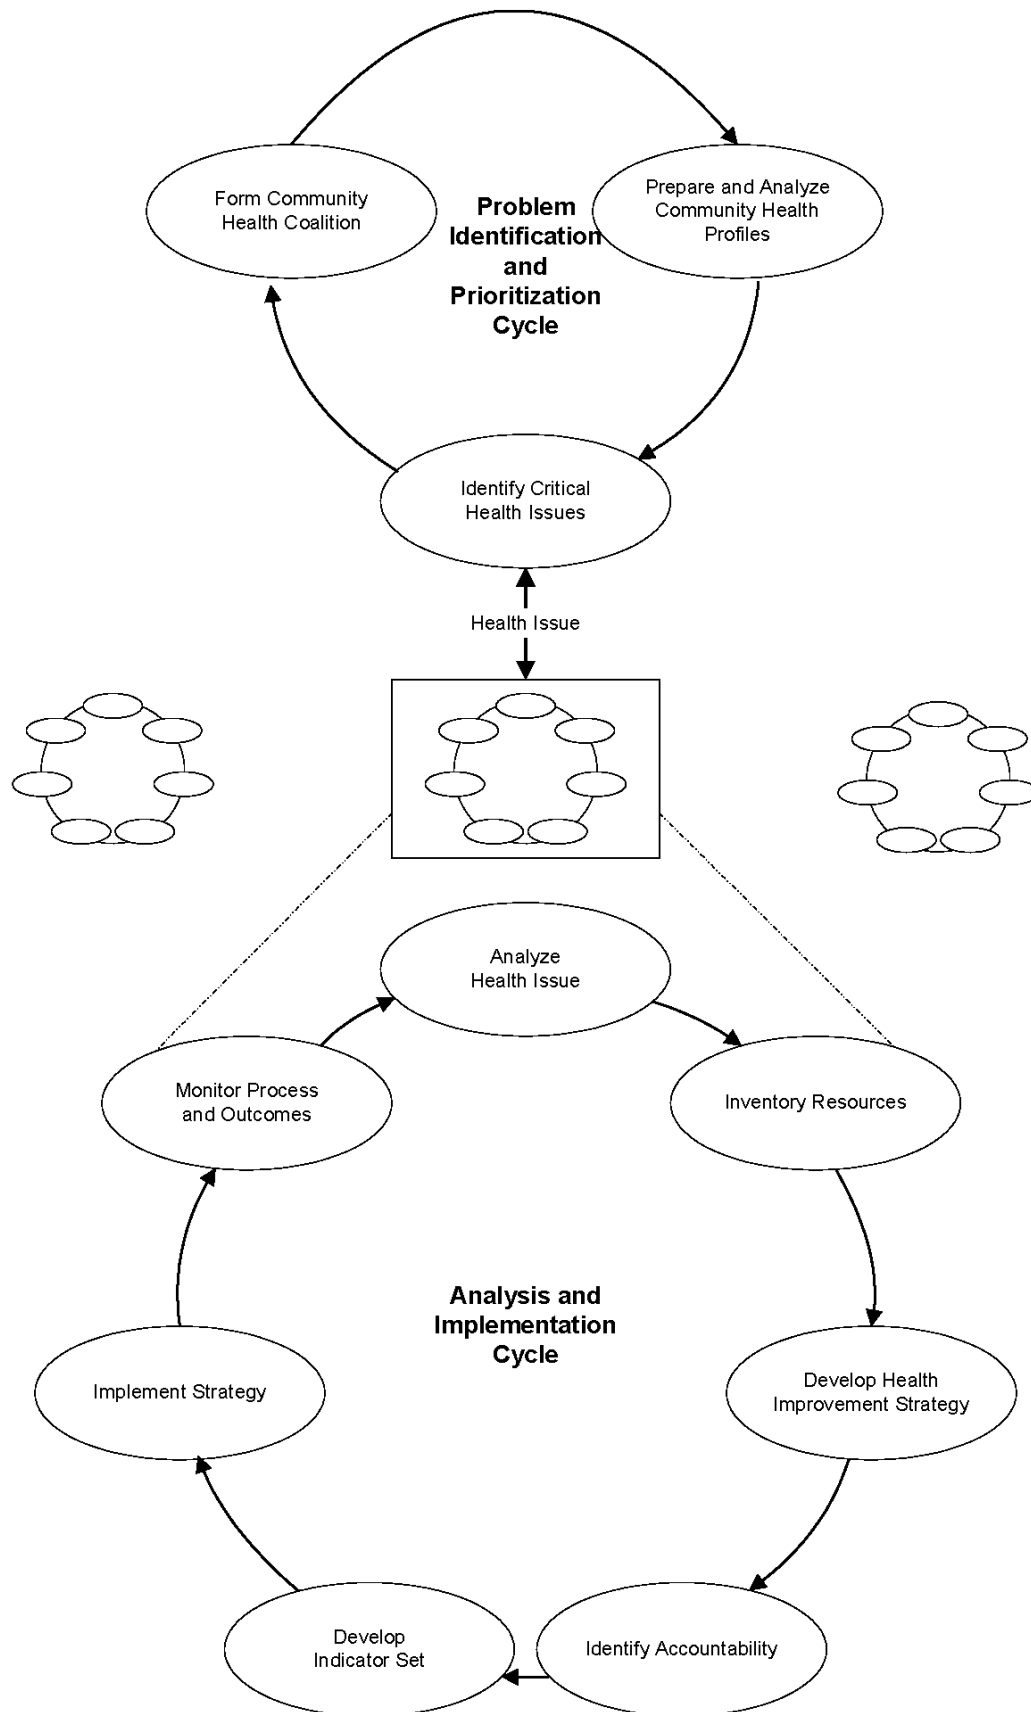 Form Community
Health Coalition
Prepare and Analyze
Community Health
Profiles
Problem
Identification
and
Prioritization
Cycle
Identify Critical
Health Issues
Health Issue
Analyze
Health Issue
Monitor Process
and Outcomes
Inventory Resources
Analysis and
Implementation
Cycle
Implement Strategy
Develop Health
Improvement Strategy
Develop
Indicator Set
Identify Accountability